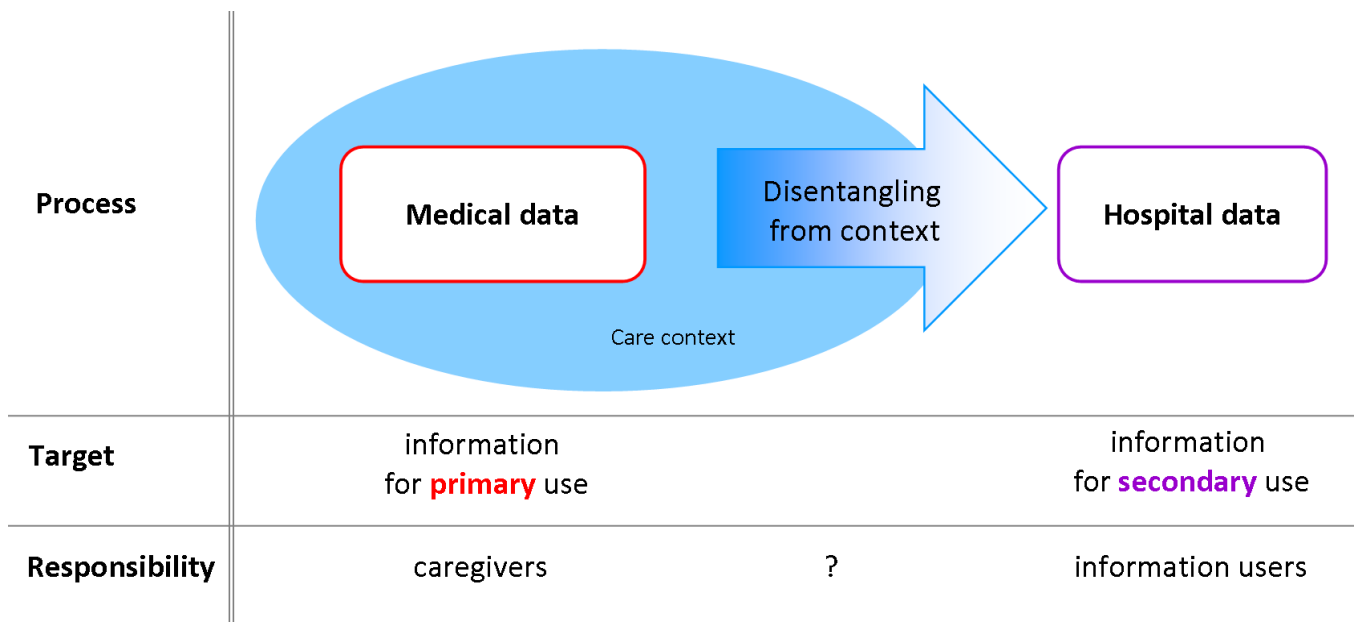 Process
Medical data
Disentangling
from context
Hospital data
Care context
Target
information
for primary use
information
for secondary use
Responsibility
caregivers
?
information users